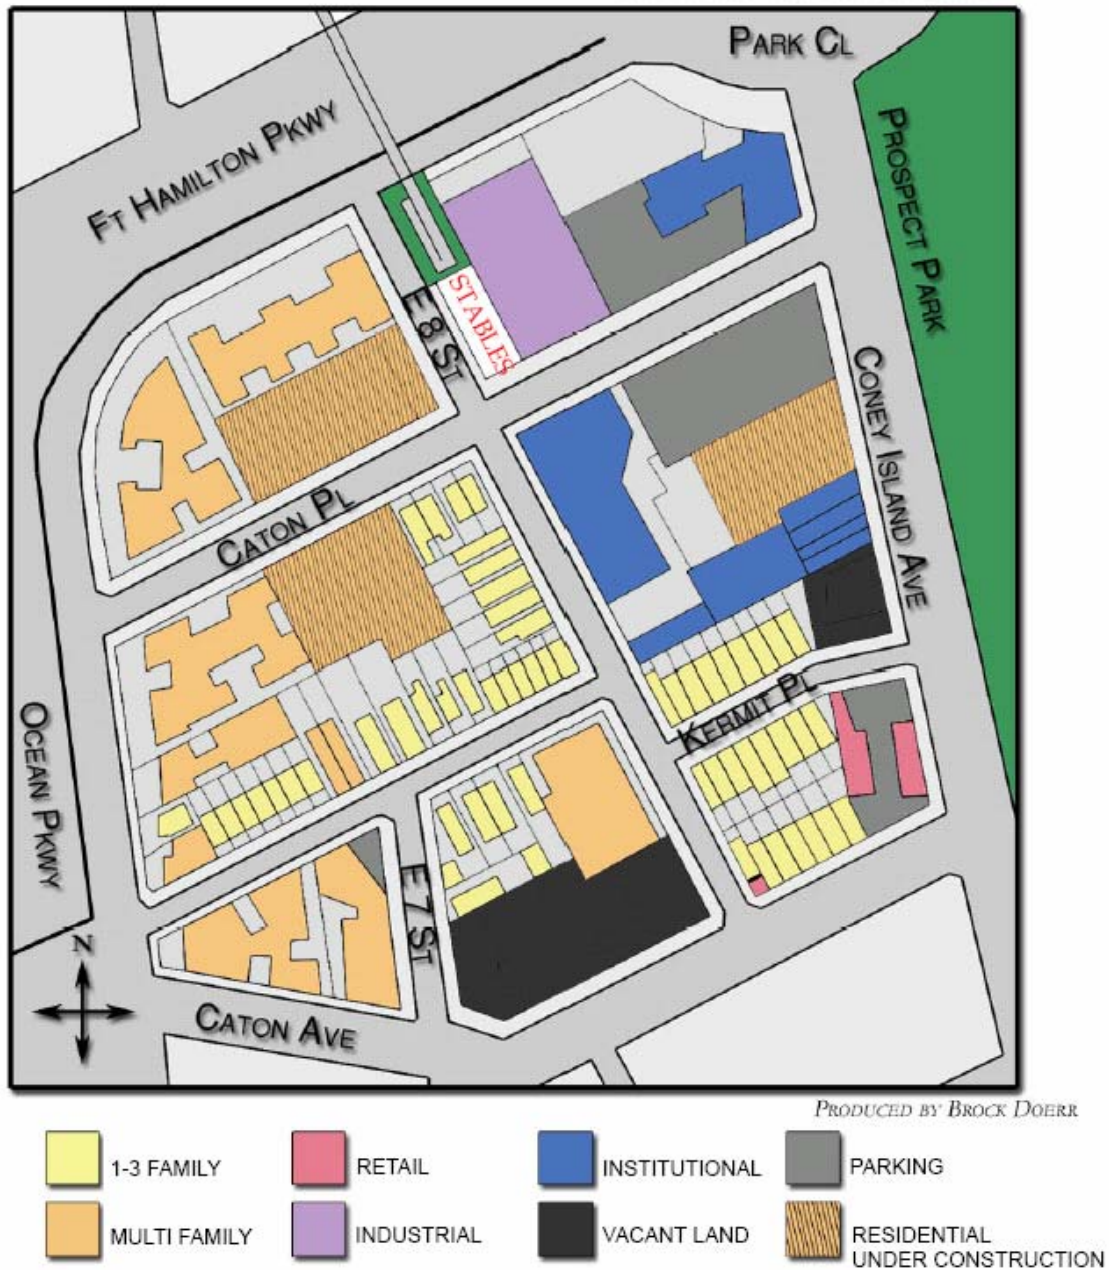 PARK CL
FT HAMILTON PKWY
PROSPECT PARK
STABLES
E 8 ST
CONEY ISLAND AVE
CATON PL
KERMIT PL
OCEAN PKWY
E 7 ST
N
CATON AVE
PRODUCED BY BROCK DOERR
1-3 FAMILY
RETAIL
INSTITUTIONAL
PARKING
MULTI FAMILY
INDUSTRIAL
VACANT LAND
RESIDENTIAL
UNDER CONSTRUCTION